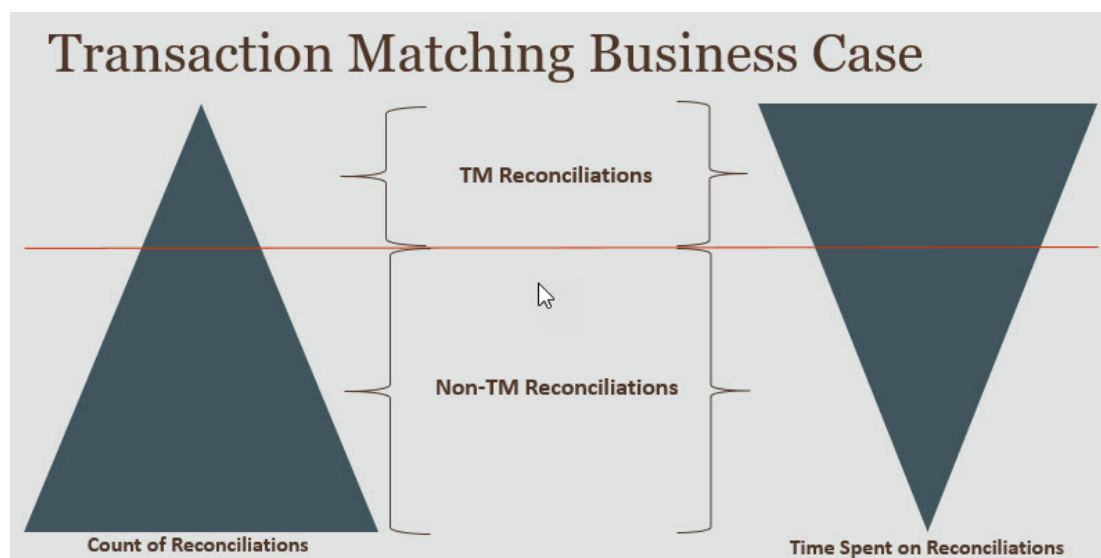 Transaction Matching Business Case
TM Reconciliations
Non-TM Reconciliations
Count of Reconciliations
Time Spent on Reconciliations